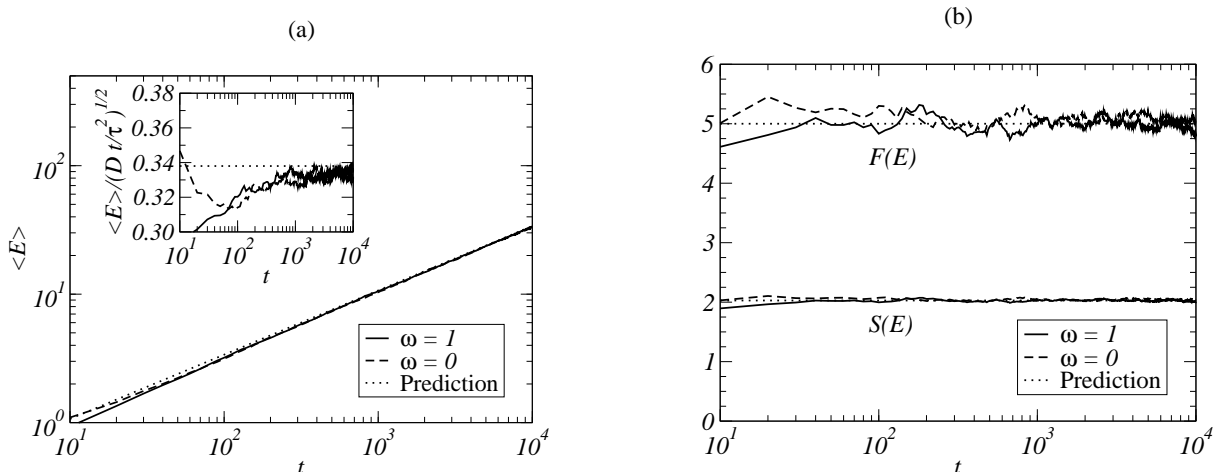 (a)
<E>
10^2
10^1
10^0
10^1
10^2
10^3
10^4
t
<E>/(D t/τ^2)^1/2
0.38
0.36
0.34
0.32
0.30
10^1
10^2
10^3
10^4
t
ω = 1
ω = 0
Prediction
(b)
6
5
4
3
2
1
0
10^1
10^2
10^3
10^4
t
F(E)
S(E)
ω = 1
ω = 0
Prediction